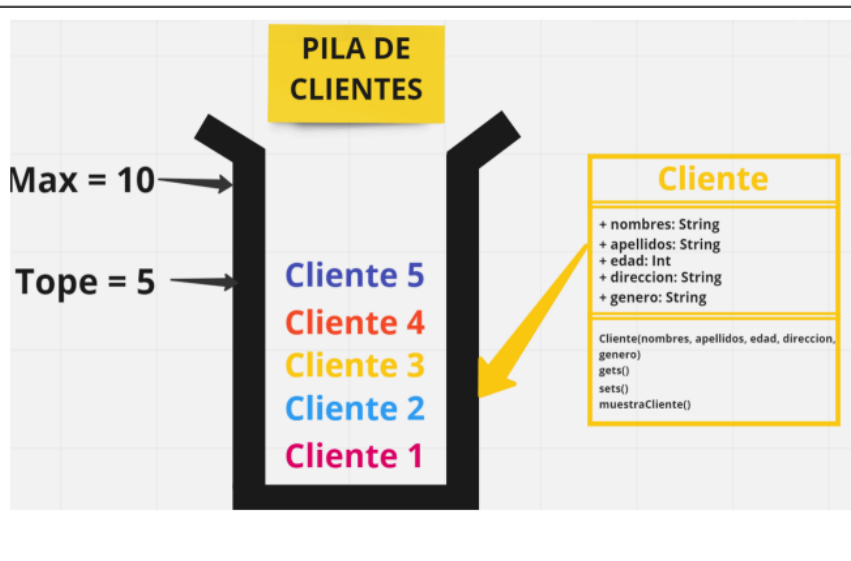 PILA DE
CLIENTES
Max = 10
Tope = 5
Cliente 5
Cliente 4
Cliente 3
Cliente 2
Cliente 1
Cliente
+ nombres: String
+ apellidos: String
+ edad: Int
+ direccion: String
+ genero: String
Cliente(nombres, apellidos, edad, direccion,
genero)
gets()
sets()
muestraCliente()